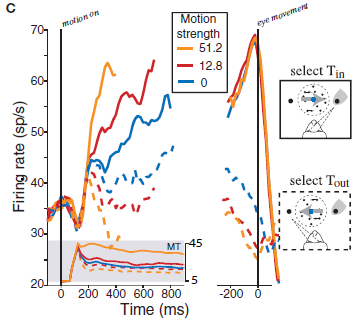 C
motion on
eye movement
Motion
strength
51.2
12.8
0
Firing rate (sp/s)
70
60
50
40
30
20
MT
45
5
0 200 400 600 800
-200 0
Time (ms)
select Tin
select Tout